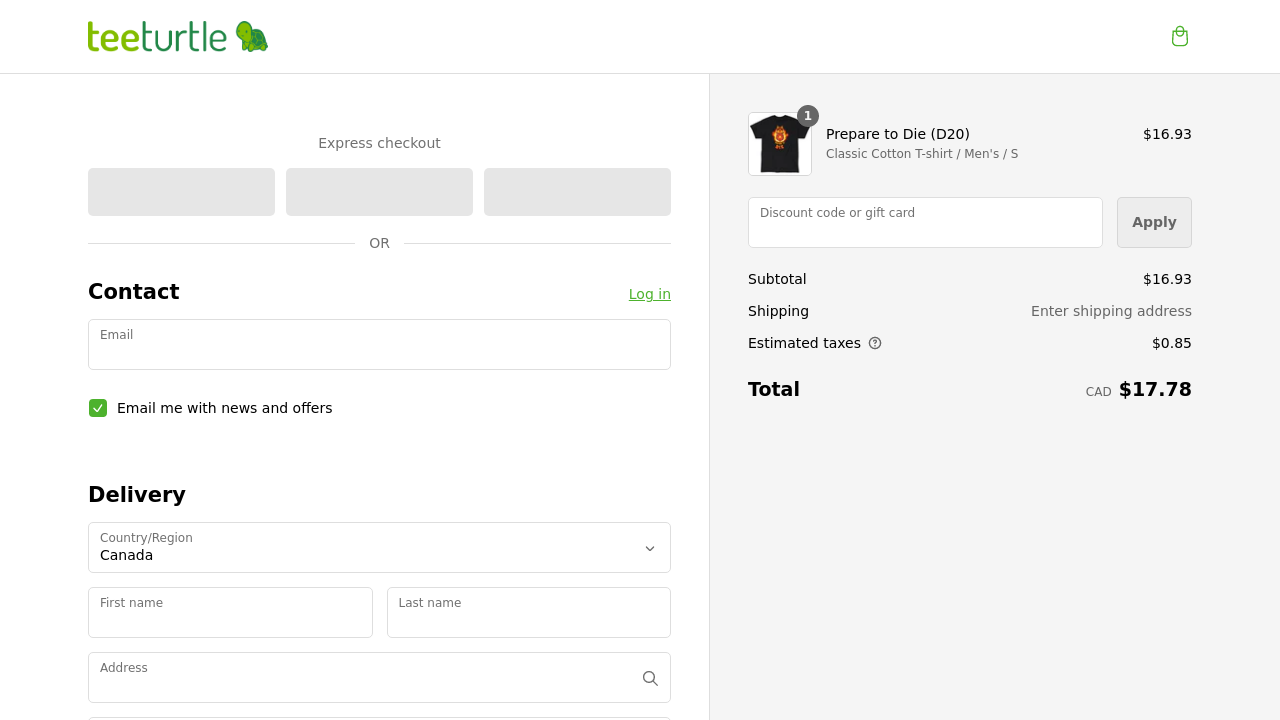 teeturtle
Express checkout
OR
Contact
Log in
Email
Email me with news and offers
Delivery
Country/Region
Canada
First name
Last name
Address
1
Prepare to Die (D20)
$16.93
Classic Cotton T-shirt / Men's / S
Discount code or gift card
Apply
Subtotal
$16.93
Shipping
Enter shipping address
Estimated taxes
$0.85
Total
CAD $17.78